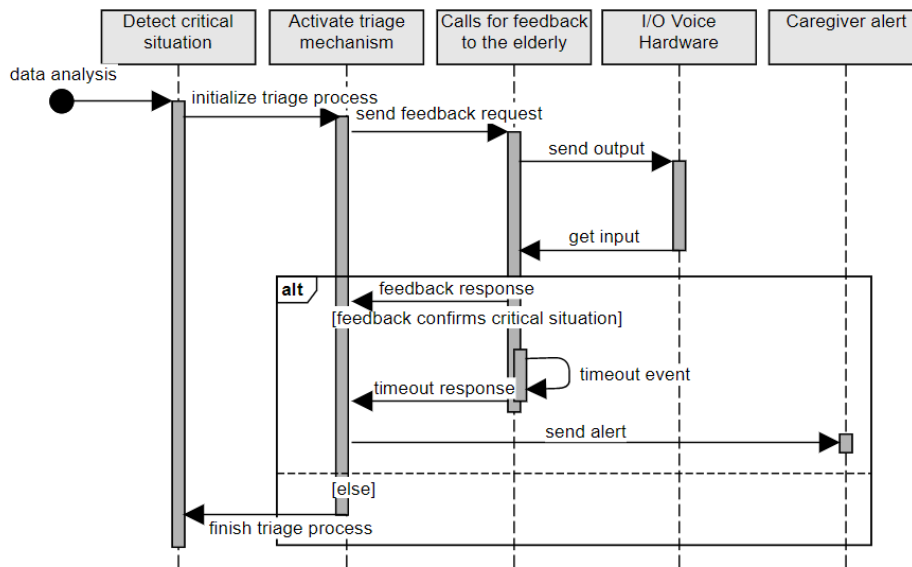 Detect critical
situation
Activate triage
mechanism
Calls for feedback
to the elderly
I/O Voice
Hardware
Caregiver alert
data analysis
initialize triage process
send feedback request
send output
get input
alt
feedback response
[feedback confirms critical situation]
timeout event
timeout response
send alert
[else]
finish triage process